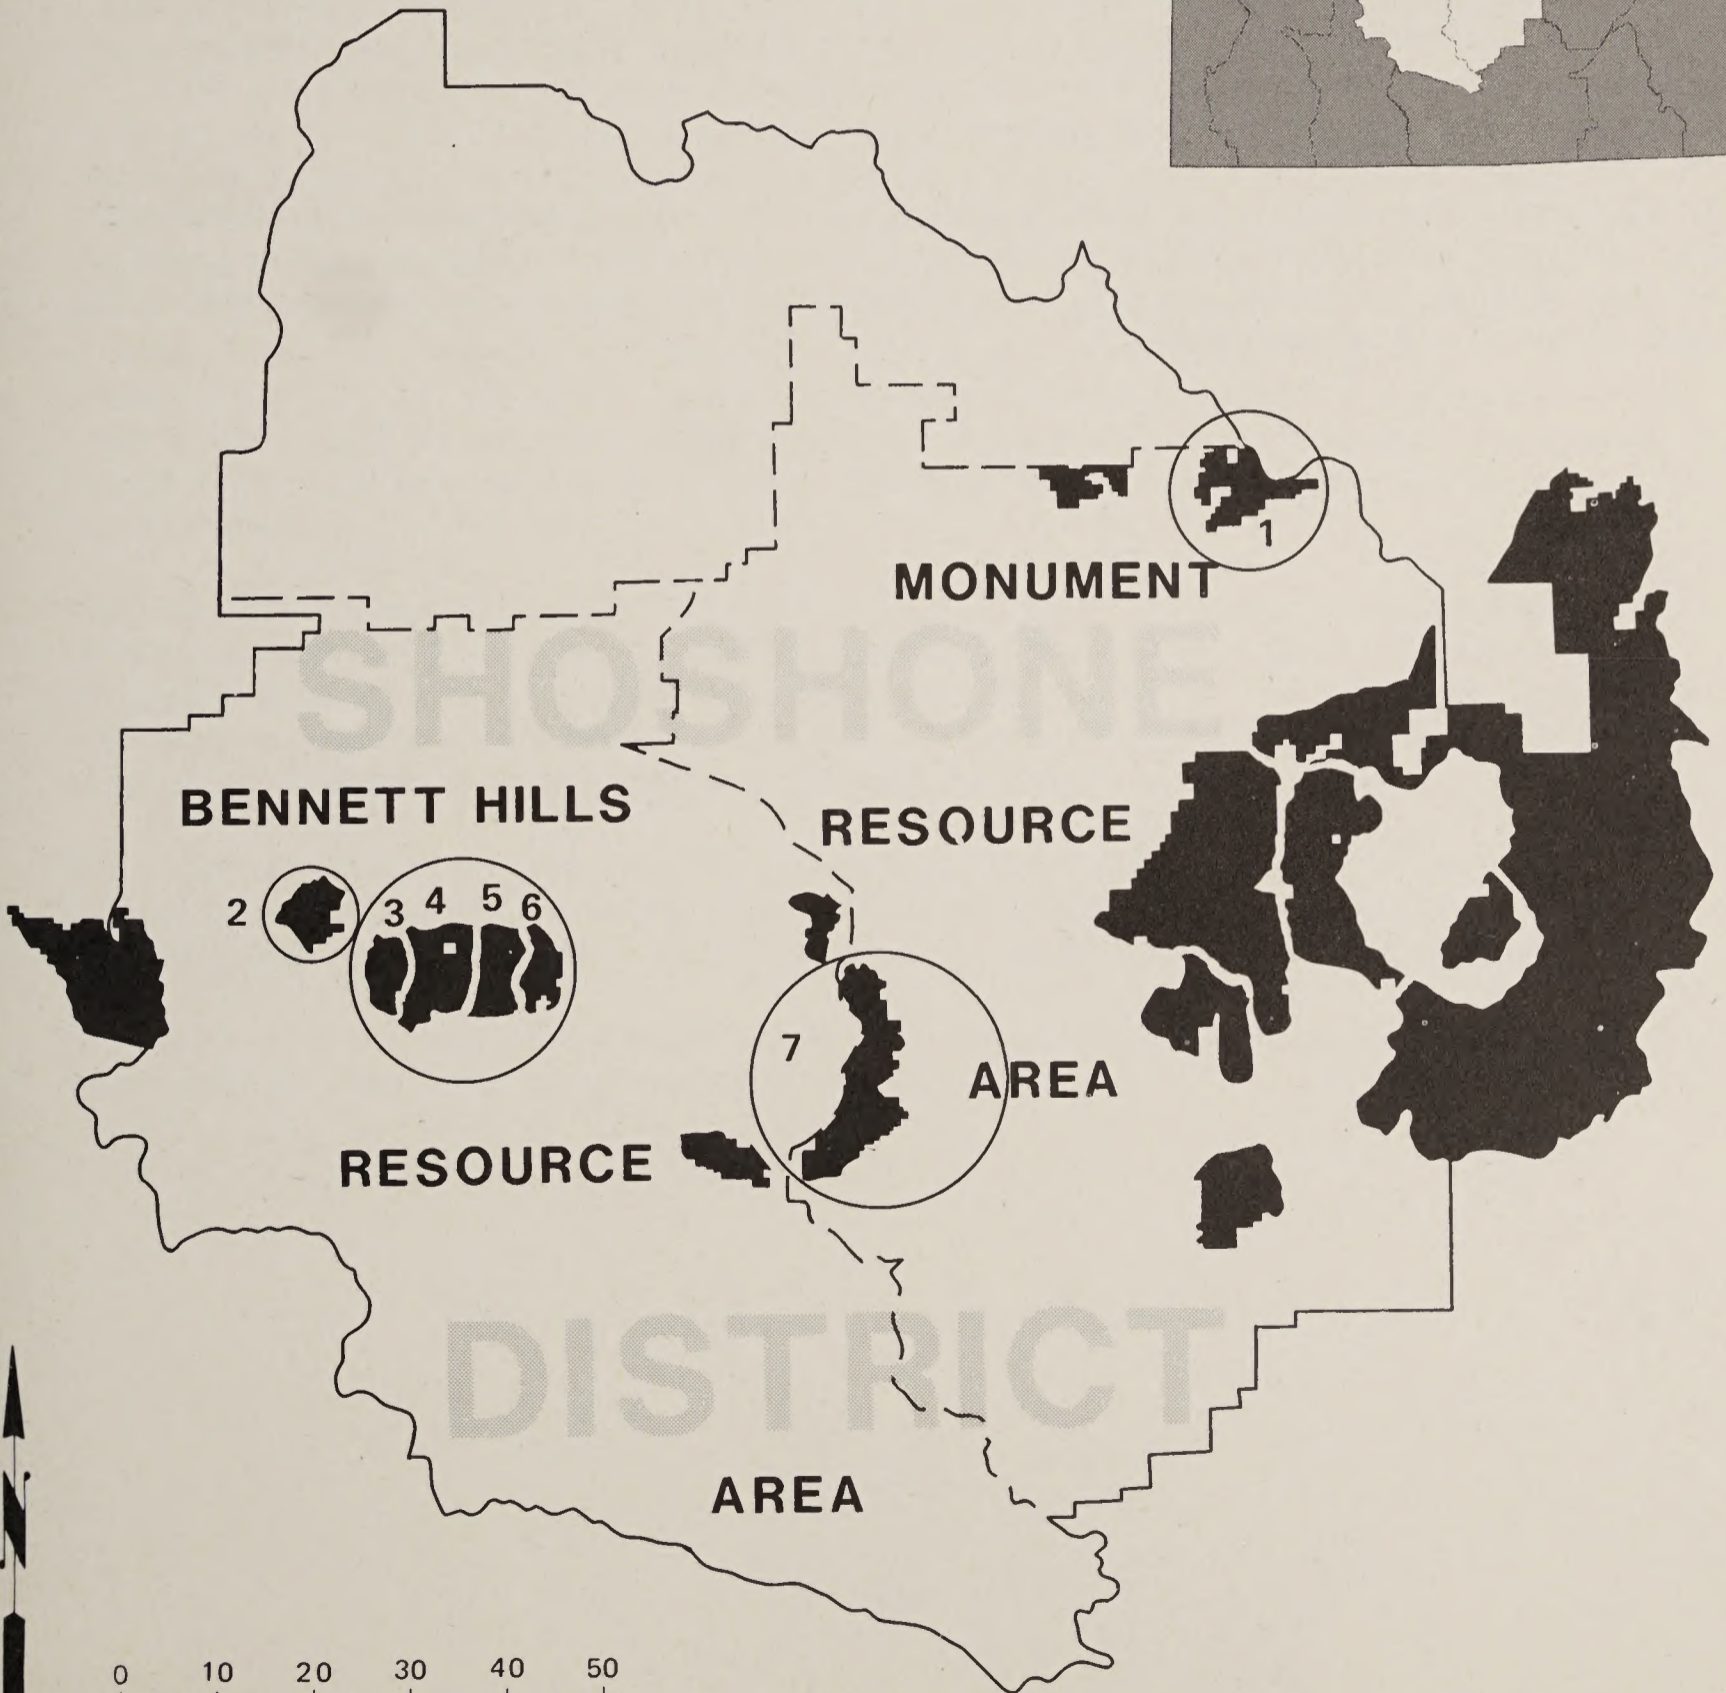 1
MONUMENT
SHOSHONE
BENNETT HILLS
RESOURCE
2
3 4 5 6
7
AREA
RESOURCE
DISTRICT
AREA
N
0 10 20 30 40 50